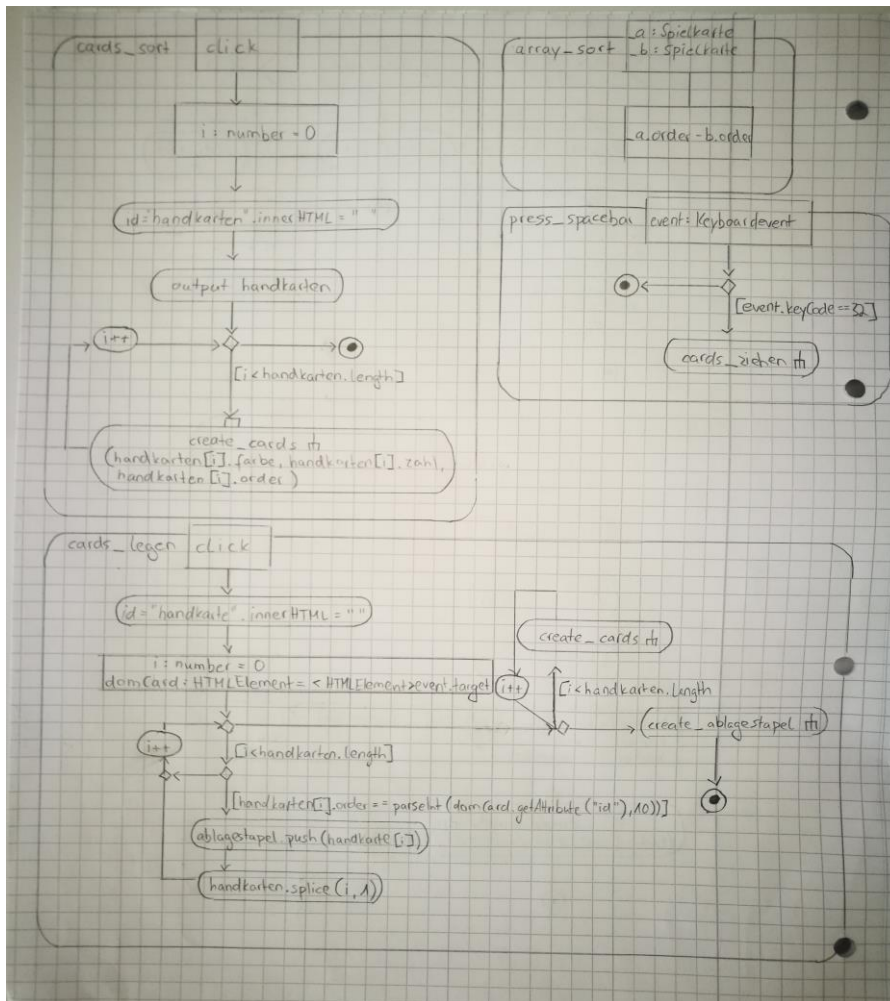 cards_sort
click
i : number = 0
id="handkarten".innerHTML = " "
output handkarten
i++
[i<handkarten.length]
create_cards
(handkarten[i].farbe, handkarten[i].zahl,
handkarten[i].order )
array_sort
_a : Spielkarte
_b : Spielkarte
_a.order - b.order
press_spacebar
event: Keyboardevent
[event.keyCode==32]
cards_ziehen
cards_legen
click
id="handkarte".innerHTML = " "
i : number = 0
domCard : HTMLElement = <HTMLElement>event.target
i++
[i<handkarten.length]
[handkarten[i].order == parseInt (domCard.getAttribute("id"),10))]
ablagestapel.push(handkarte[i])
handkarten.splice(i,1)
create_cards
i++
[i<handkarten.length
create_ablagestapel